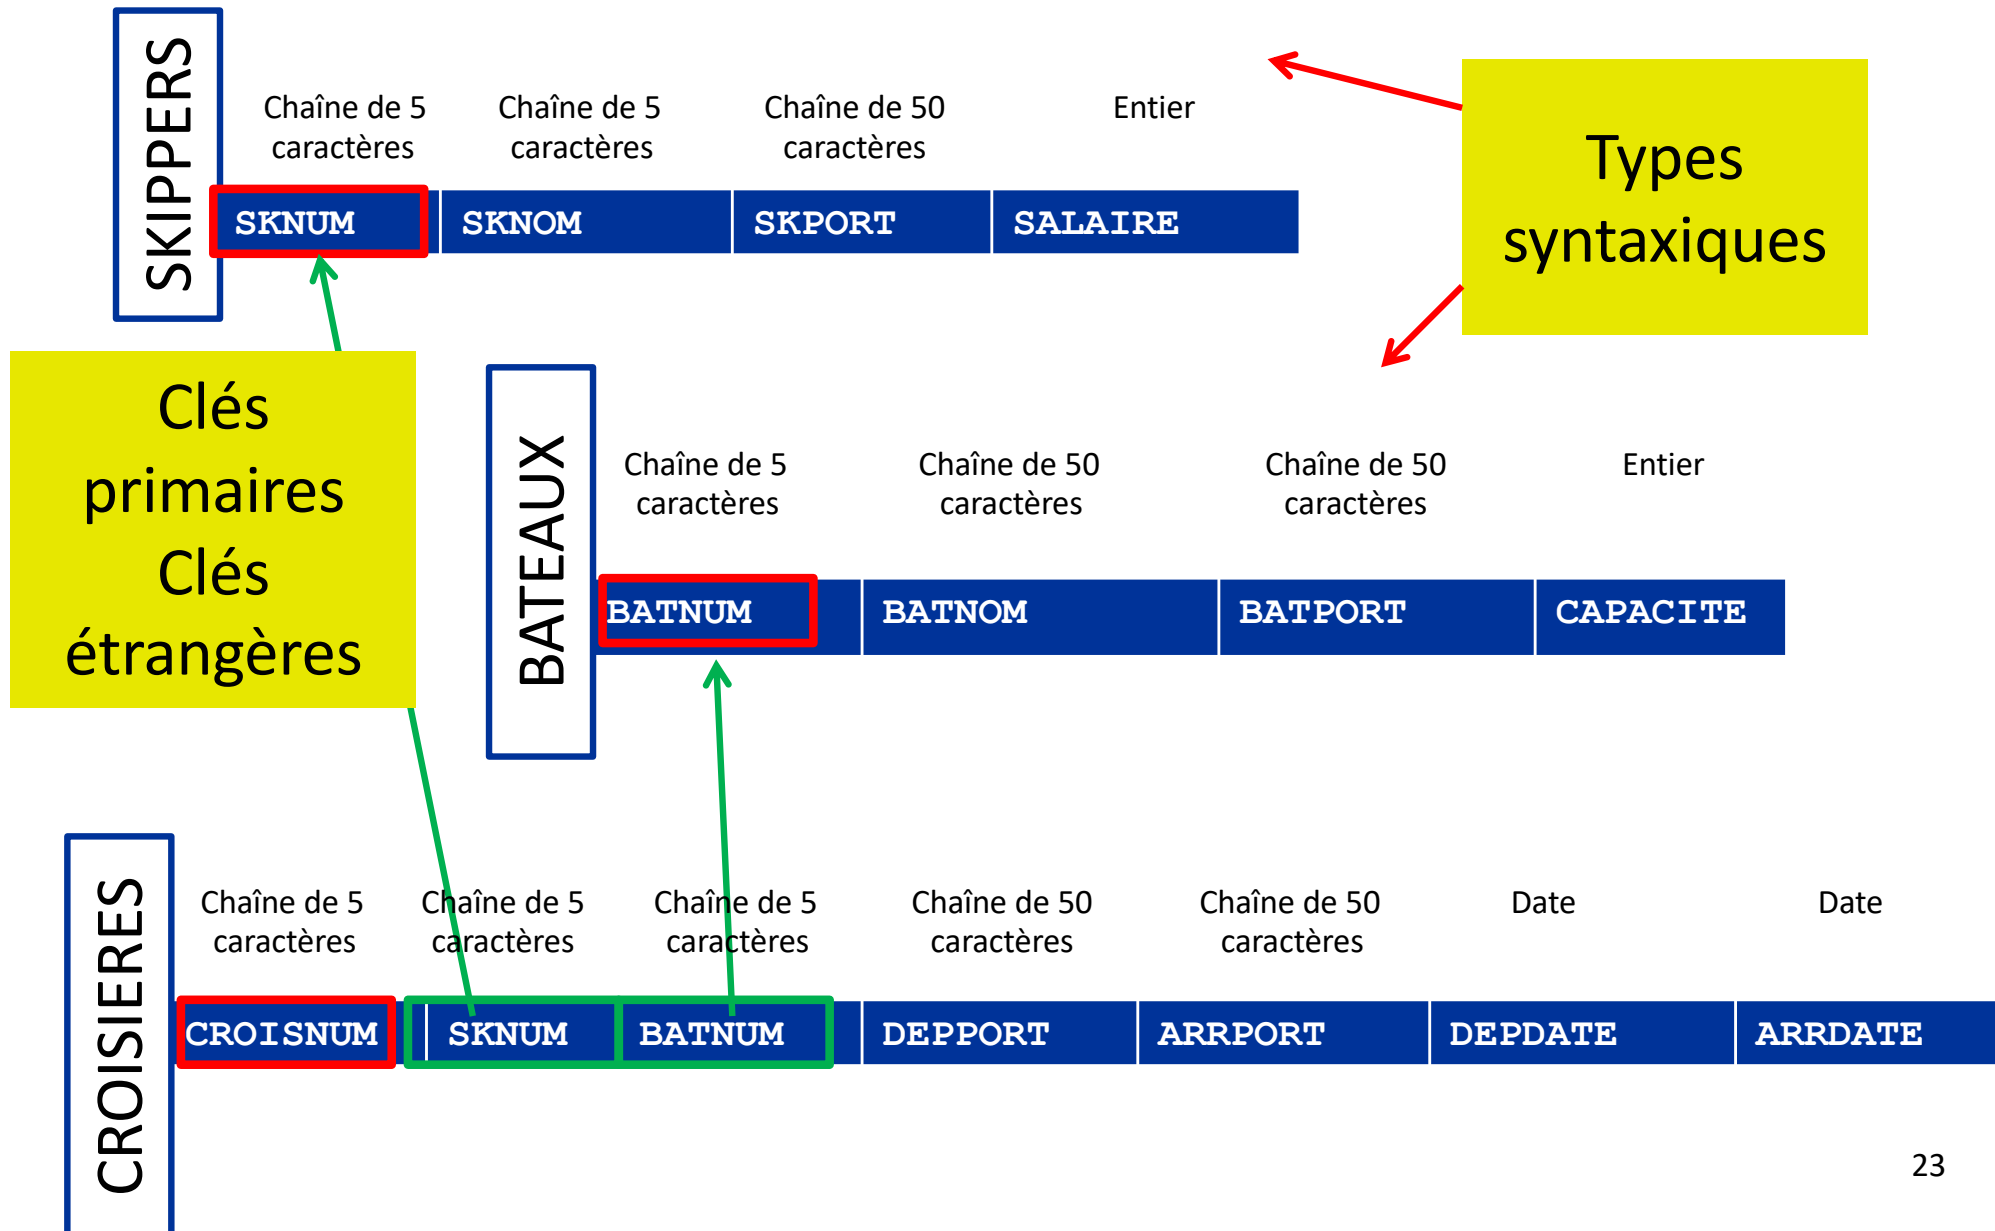 SKIPPERS
Chaîne de 5
caractères
Chaîne de 5
caractères
Chaîne de 50
caractères
Entier
SKNUM
SKNOM
SKPORT
SALAIRE
Types
syntaxiques
Clés
primaires
Clés
étrangères
BATEAUX
Chaîne de 5
caractères
Chaîne de 50
caractères
Chaîne de 50
caractères
Entier
BATNUM
BATNOM
BATPORT
CAPACITE
CROISIERES
Chaîne de 5
caractères
Chaîne de 5
caractères
Chaîne de 5
caractères
Chaîne de 50
caractères
Chaîne de 50
caractères
Date
Date
CROISNUM
SKNUM
BATNUM
DEPPORT
ARRPORT
DEPDATE
ARRDATE
23